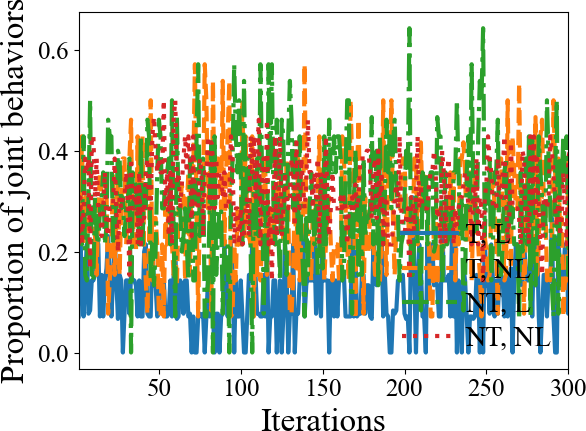 Proportion of joint behaviors
0.6
0.4
0.2
0.0
T, L
T, NL
NT, L
NT, NL
50
100
150
200
250
300
Iterations